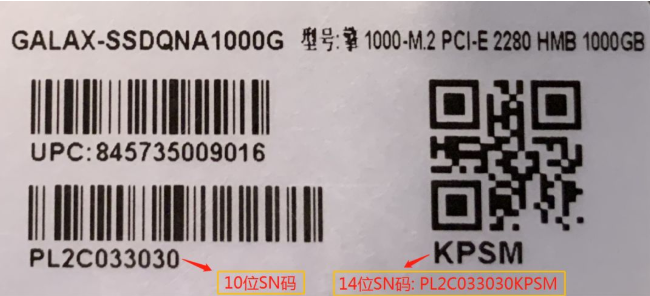 GALAX-SSDQNA1000G 型号:擎 1000-M.2 PCI-E 2280 HMB 1000GB
UPC:845735009016
PL2C033030
KPSM
10位SN码
14位SN码: PL2C033030KPSM